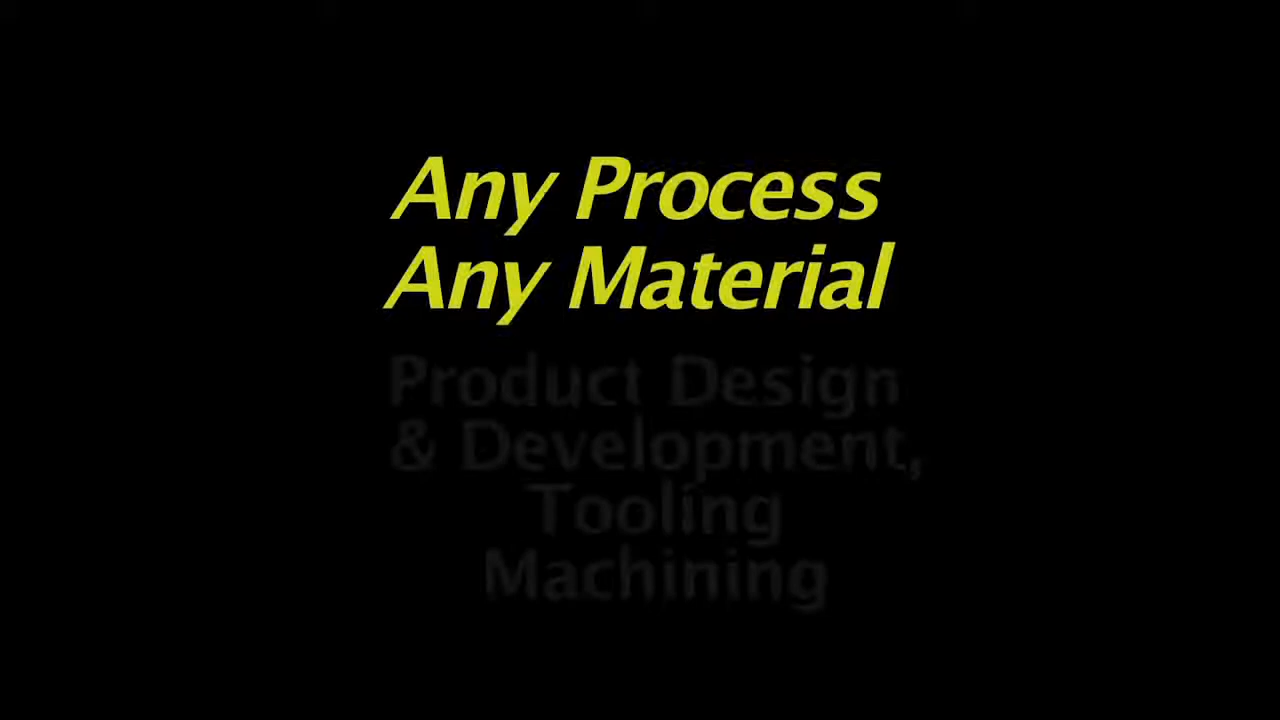 Any Process
Any Material
Product Design
& Development,
Tooling
Machining